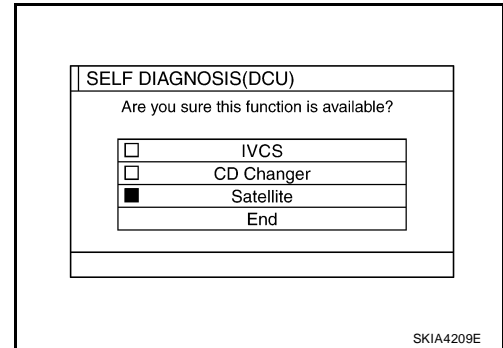 SELF DIAGNOSIS(DCU)
Are you sure this function is available?
IVCS
CD Changer
Satellite
End
SKIA4209E